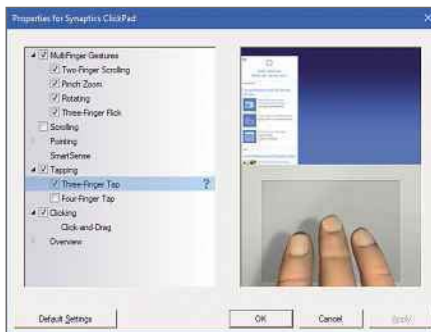 Properties for Synaptics ClickPad
MultiFinger Gestures
Two-Finger Scrolling
Pinch Zoom
Rotating
Three-Finger Flick
Scrolling
Pointing
SmartSense
Tapping
Three-Finger Tap
?
Four-Finger Tap
Clicking
Click-and-Drag
Overview
Default Settings
OK
Cancel
Apply